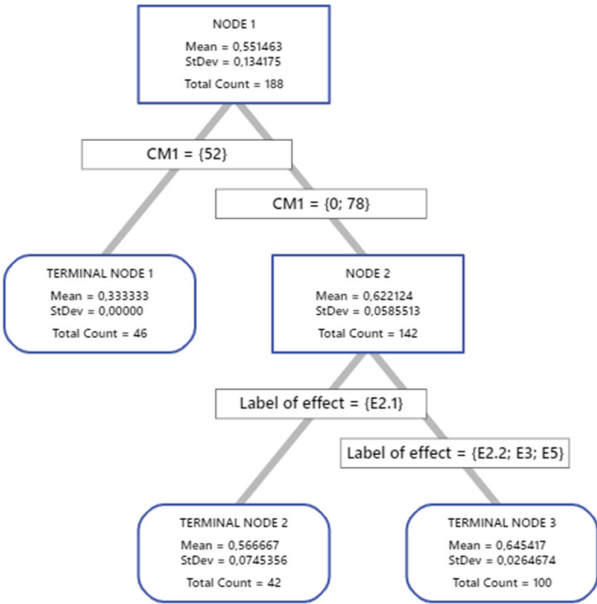 NODE 1
Mean = 0,551463
StDev = 0,134175
Total Count = 188
CM1 = {52}
CM1 = {0; 78}
TERMINAL NODE 1
Mean = 0,333333
StDev = 0,00000
Total Count = 46
NODE 2
Mean = 0,622124
StDev = 0,0585513
Total Count = 142
Label of effect = {E2.1}
Label of effect = {E2.2; E3; E5}
TERMINAL NODE 2
Mean = 0,566667
StDev = 0,0745356
Total Count = 42
TERMINAL NODE 3
Mean = 0,645417
StDev = 0,0264674
Total Count = 100